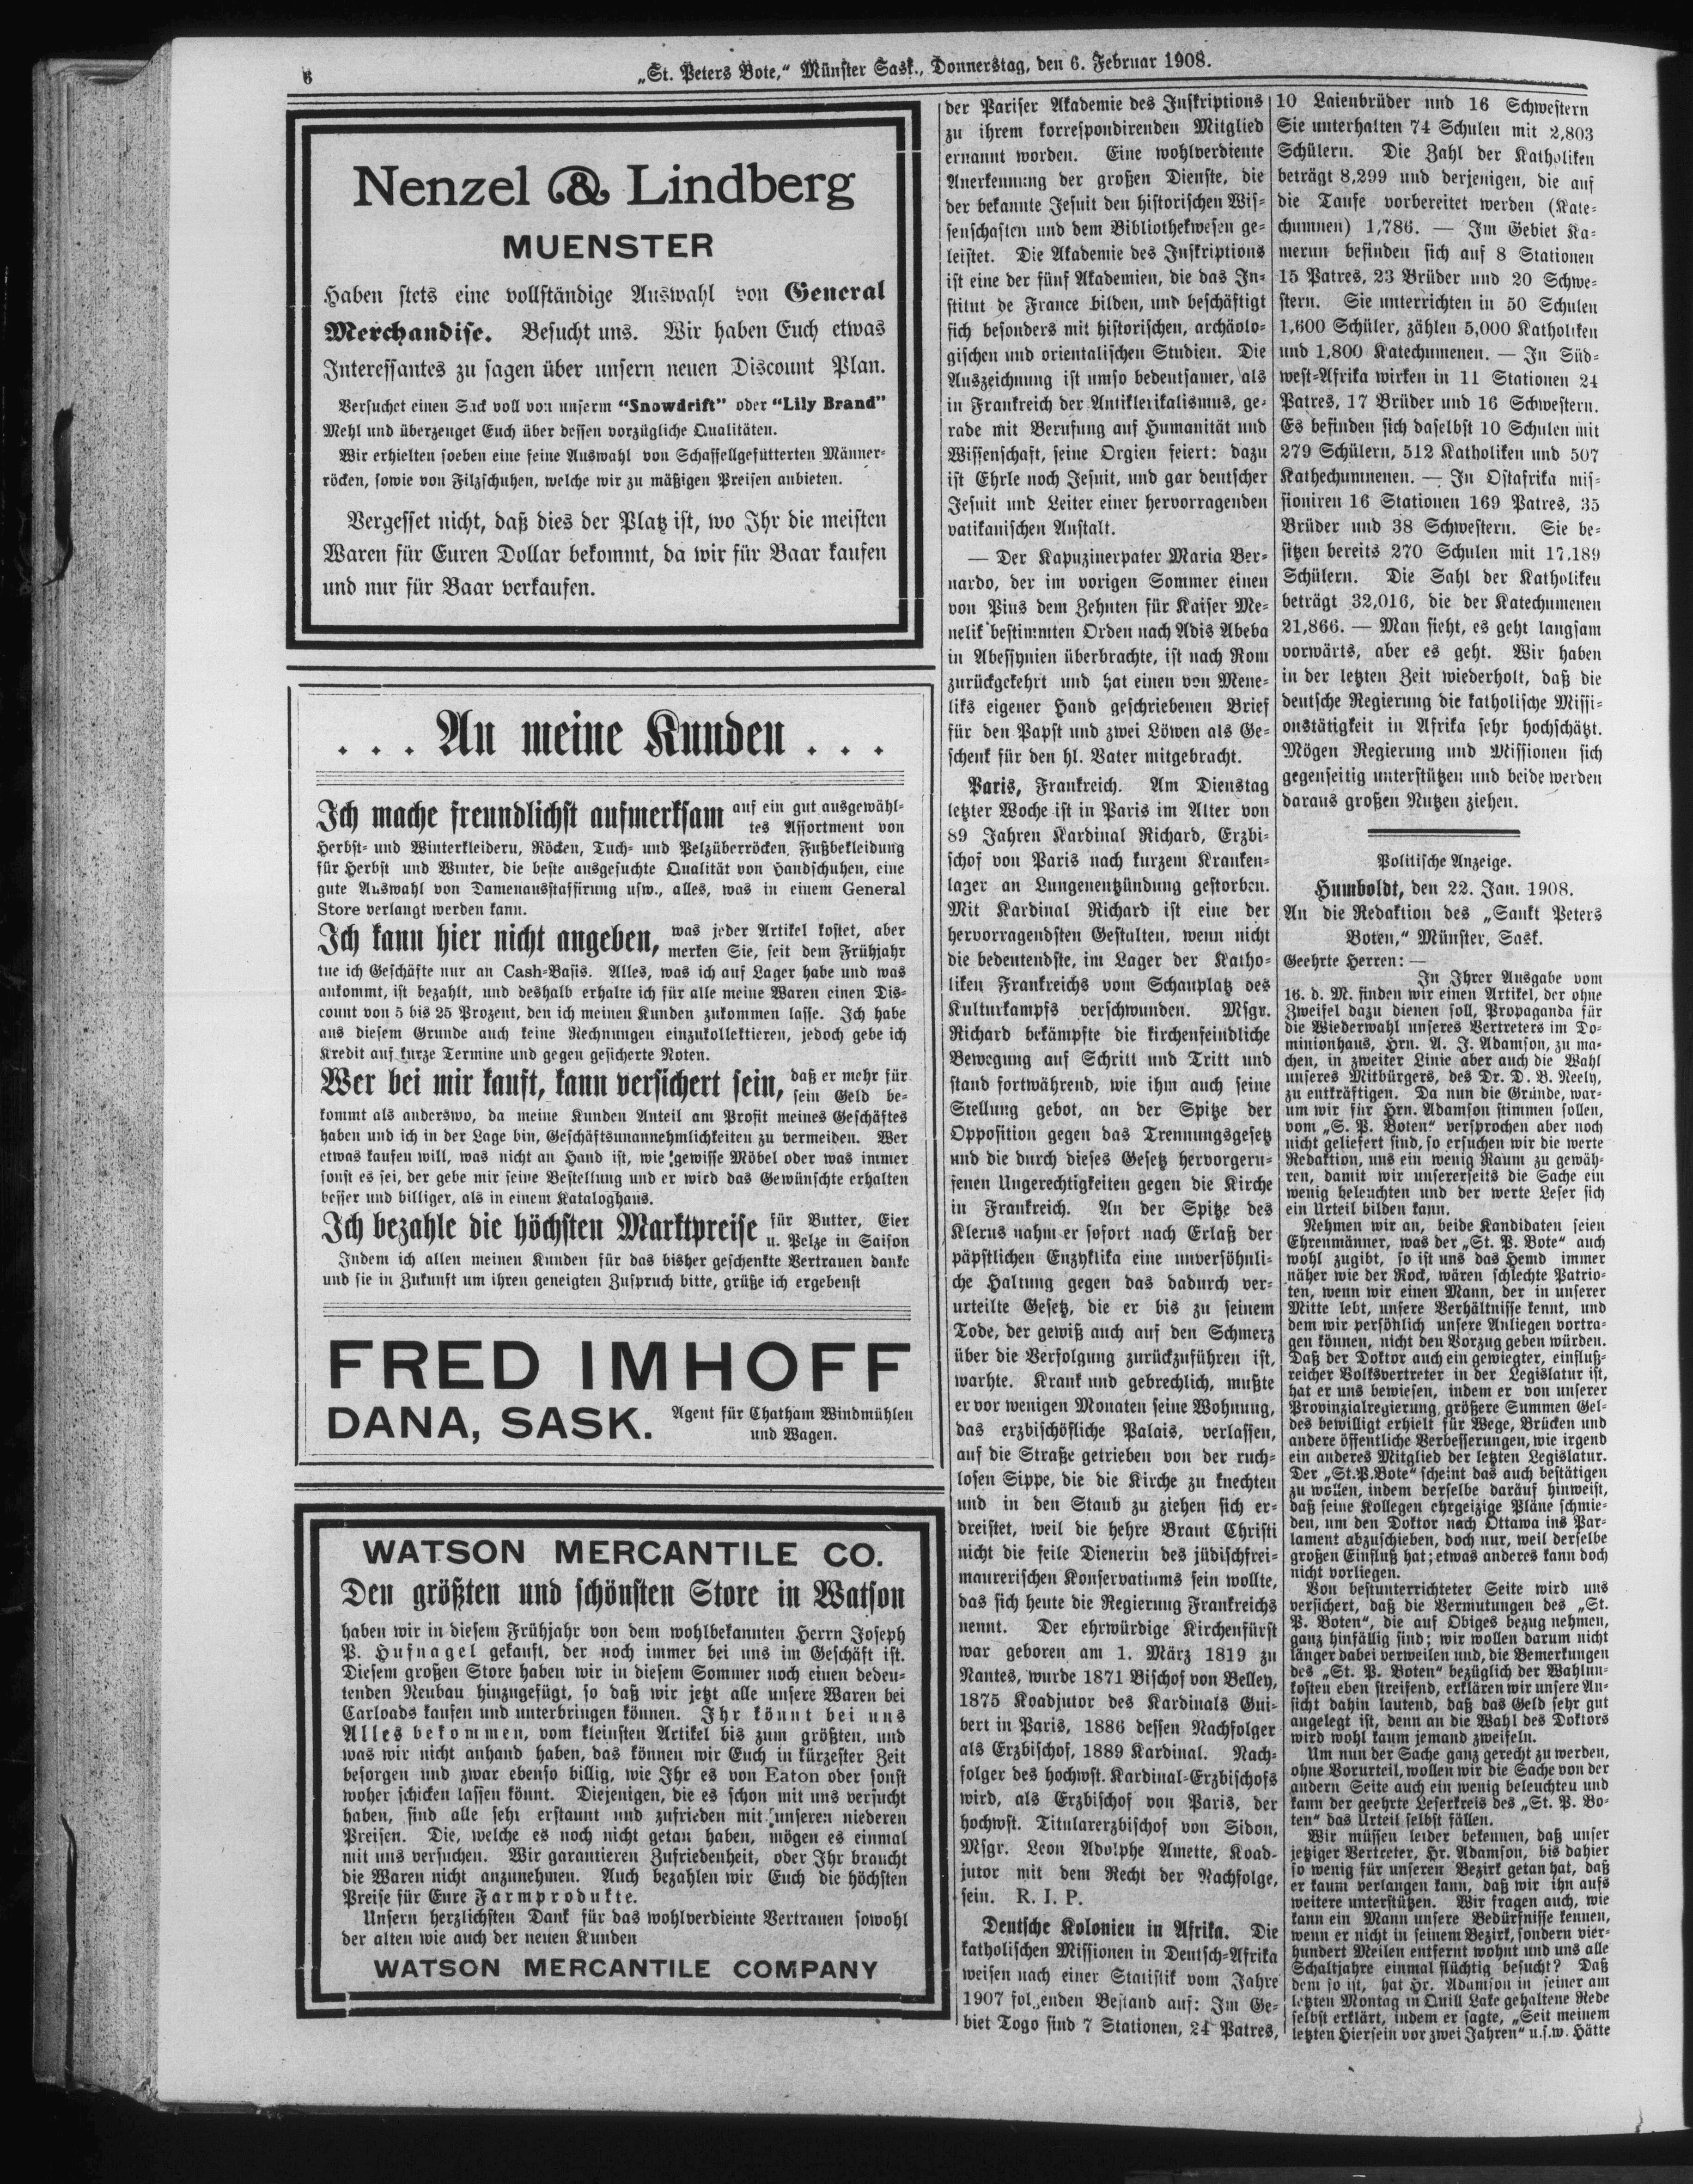 6
„St. Peters Bote,“ Münster Sask., Donnerstag, den 6. Februar 1908.
Nenzel & Lindberg
MUENSTER
Haben stets eine vollständige Auswahl von General
Merchandise. Besucht uns. Wir haben Euch etwas
Interessantes zu sagen über unsern neuen Discount Plan.
Versuchet einen Sack voll von unserm “Snowdrift” oder “Lily Brand”
Mehl und überzeuget Euch über dessen vorzügliche Qualitäten.
Wir erhielten soeben eine feine Auswahl von Schaffellgefütterten Männer-
röcken, sowie von Filzschuhen, welche wir zu mäßigen Preisen anbieten.
Vergesset nicht, daß dies der Platz ist, wo Ihr die meisten
Waren für Euren Dollar bekommt, da wir für Baar kaufen
und nur für Baar verkaufen.
. . . An meine Kunden . . .
Ich mache freundlichst aufmerksam auf ein gut ausgewähl-
tes Assortment von
Herbst- und Winterkleidern, Röcken, Tuch- und Pelzüberröcken, Fußbekleidung
für Herbst und Winter, die beste ausgesuchte Qualität von Handschuhen, eine
gute Auswahl von Damenausstaffirung usw., alles, was in einem General
Store verlangt werden kann.
Ich kann hier nicht angeben, was jeder Artikel kostet, aber
merken Sie, seit dem Frühjahr
tue ich Geschäfte nur an Cash-Basis. Alles, was ich auf Lager habe und was
ankommt, ist bezahlt, und deshalb erhalte ich für alle meine Waren einen Dis-
count von 5 bis 25 Prozent, den ich meinen Kunden zukommen lasse. Ich habe
aus diesem Grunde auch keine Rechnungen einzukollektieren, jedoch gebe ich
Kredit auf kurze Termine und gegen gesicherte Noten.
Wer bei mir kauft, kann versichert sein, daß er mehr für
sein Geld be-
kommt als anderswo, da meine Kunden Anteil am Profit meines Geschäftes
haben und ich in der Lage bin, Geschäftsunannehmlichkeiten zu vermeiden. Wer
etwas kaufen will, was nicht an Hand ist, wie gewisse Möbel oder was immer
sonst es sei, der gebe mir seine Bestellung und er wird das Gewünschte erhalten
besser und billiger, als in einem Kataloghaus.
Ich bezahle die höchsten Marktpreise für Butter, Eier
u. Pelze in Saison
Indem ich allen meinen Kunden für das bisher geschenkte Vertrauen danke
und sie in Zukunft um ihren geneigten Zuspruch bitte, grüße ich ergebenst
FRED IMHOFF
DANA, SASK. Agent für Chatham Windmühlen
und Wagen.
WATSON MERCANTILE CO.
Den größten und schönsten Store in Watson
haben wir in diesem Frühjahr von dem wohlbekannten Herrn Joseph
P. Hufnagel gekauft, der noch immer bei uns im Geschäft ist.
Diesem großen Store haben wir in diesem Sommer noch einen bedeu-
tenden Neubau hinzugefügt, so daß wir jetzt alle unsere Waren bei
Carloads kaufen und unterbringen können. Ihr könnt bei uns
Alles bekommen, vom kleinsten Artikel bis zum größten, und
was wir nicht anhand haben, das können wir Euch in kürzester Zeit
besorgen und zwar ebenso billig, wie Ihr es von Eaton oder sonst
woher schicken lassen könnt. Diejenigen, die es schon mit uns versucht
haben, sind alle sehr erstaunt und zufrieden mit unseren niederen
Preisen. Die, welche es noch nicht getan haben, mögen es einmal
mit uns versuchen. Wir garantieren Zufriedenheit, oder Ihr braucht
die Waren nicht anzunehmen. Auch bezahlen wir Euch die höchsten
Preise für Eure Farmprodukte.
Unsern herzlichsten Dank für das wohlverdiente Vertrauen sowohl
der alten wie auch der neuen Kunden
WATSON MERCANTILE COMPANY
der Pariser Akademie des Inskriptions
zu ihrem korrespondirenden Mitglied
ernannt worden. Eine wohlverdiente
Anerkennung der großen Dienste, die
der bekannte Jesuit den historischen Wis-
senschaften und dem Bibliothekwesen ge-
leistet. Die Akademie des Inskriptions
ist eine der fünf Akademien, die das In-
stitut de France bilden, und beschäftigt
sich besonders mit historischen, archäolo-
gischen und orientalischen Studien. Die
Auszeichnung ist umso bedeutsamer, als
in Frankreich der Antiklerikalismus, ge-
rade mit Berufung auf Humanität und
Wissenschaft, seine Orgien feiert: dazu
ist Ehrle noch Jesuit, und gar deutscher
Jesuit und Leiter einer hervorragenden
vatikanischen Anstalt.
— Der Kapuzinerpater Maria Ber-
nardo, der im vorigen Sommer einen
von Pius dem Zehnten für Kaiser Me-
nelik bestimmten Orden nach Adis Abeba
in Abessynien überbrachte, ist nach Rom
zurückgekehrt und hat einen von Mene-
liks eigener Hand geschriebenen Brief
für den Papst und zwei Löwen als Ge-
schenk für den hl. Vater mitgebracht.
Paris, Frankreich. Am Dienstag
letzter Woche ist in Paris im Alter von
89 Jahren Kardinal Richard, Erzbi-
schof von Paris nach kurzem Kranken-
lager an Lungenentzündung gestorben.
Mit Kardinal Richard ist eine der
hervorragendsten Gestalten, wenn nicht
die bedeutendste, im Lager der Katho-
liken Frankreichs vom Schauplatz des
Kulturkampfs verschwunden. Msgr.
Richard bekämpfte die kirchenfeindliche
Bewegung auf Schritt und Tritt und
stand fortwährend, wie ihm auch seine
Stellung gebot, an der Spitze der
Opposition gegen das Trennungsgesetz
und die durch dieses Gesetz hervorgeru-
fenen Ungerechtigkeiten gegen die Kirche
in Frankreich. An der Spitze des
Klerus nahm er sofort nach Erlaß der
päpstlichen Enzyklika eine unversöhnli-
che Haltung gegen das dadurch ver-
urteilte Gesetz, die er bis zu seinem
Tode, der gewiß auch auf den Schmerz
über die Verfolgung zurückzuführen ist,
warhte. Krank und gebrechlich, mußte
er vor wenigen Monaten seine Wohnung,
das erzbischöfliche Palais, verlassen,
auf die Straße getrieben von der ruch-
losen Sippe, die die Kirche zu knechten
und in den Staub zu ziehen sich er-
dreistet, weil die hehre Braut Christi
nicht die feile Dienerin des jüdischfrei-
maurerischen Konservatiums sein wollte,
das sich heute die Regierung Frankreichs
nennt. Der ehrwürdige Kirchenfürst
war geboren am 1. März 1819 zu
Nantes, wurde 1871 Bischof von Belley,
1875 Koadjutor des Kardinals Gui-
bert in Paris, 1886 dessen Nachfolger
als Erzbischof, 1889 Kardinal. Nach-
folger des hochwst. Kardinal-Erzbischofs
wird, als Erzbischof von Paris, der
hochwst. Titularerzbischof von Sidon,
Msgr. Leon Adolphe Amette, Koad-
jutor mit dem Recht der Nachfolge,
sein. R. I. P.
Deutsche Kolonien in Afrika. Die
katholischen Missionen in Deutsch-Afrika
weisen nach einer Statistik vom Jahre
1907 folgenden Bestand auf: Im Ge-
biet Togo sind 7 Stationen, 24 Patres,
10 Laienbrüder und 16 Schwestern
Sie unterhalten 74 Schulen mit 2,803
Schülern. Die Zahl der Katholiken
beträgt 8,299 und derjenigen, die auf
die Taufe vorbereitet werden (Kate-
chumnen) 1,786. — Im Gebiet Ka-
merun befinden sich auf 8 Stationen
15 Patres, 23 Brüder und 20 Schwe-
stern. Sie unterrichten in 50 Schulen
1,600 Schüler, zählen 5,000 Katholiken
und 1,800 Katechumenen. — In Süd-
west-Afrika wirken in 11 Stationen 24
Patres, 17 Brüder und 16 Schwestern.
Es befinden sich daselbst 10 Schulen mit
279 Schülern, 512 Katholiken und 507
Kathechumnenen. — In Ostafrika mis-
sioniren 16 Stationen 169 Patres, 35
Brüder und 38 Schwestern. Sie be-
sitzen bereits 270 Schulen mit 17,189
Schülern. Die Sahl der Katholiken
beträgt 32,016, die der Katechumenen
21,866. — Man sieht, es geht langsam
vorwärts, aber es geht. Wir haben
in der letzten Zeit wiederholt, daß die
deutsche Regierung die katholische Missi-
onstätigkeit in Afrika sehr hochschätzt.
Mögen Regierung und Missionen sich
gegenseitig unterstützen und beide werden
daraus großen Nutzen ziehen.
Politische Anzeige.
Humboldt, den 22. Jan. 1908.
An die Redaktion des „Sankt Peters
Boten,“ Münster, Sask.
Geehrte Herren: —
In Ihrer Ausgabe vom
16. d. M. finden wir einen Artikel, der ohne
Zweifel dazu dienen soll, Propaganda für
die Wiederwahl unseres Vertreters im Do-
minionhaus, Hrn. A. J. Adamson, zu ma-
chen, in zweiter Linie aber auch die Wahl
unseres Mitbürgers, des Dr. D. B. Neely,
zu entkräftigen. Da nun die Gründe, war-
um wir für Hrn. Adamson stimmen sollen,
vom „S. P. Boten“ versprochen aber noch
nicht geliefert sind, so ersuchen wir die werte
Redaktion, uns ein wenig Raum zu gewäh-
ren, damit wir unsererseits die Sache ein
wenig beleuchten und der werte Leser sich
ein Urteil bilden kann.
Nehmen wir an, beide Kandidaten seien
Ehrenmänner, was der „St. P. Bote“ auch
wohl zugibt, so ist uns das Hemd immer
näher wie der Rock, wären schlechte Patrio-
ten, wenn wir einen Mann, der in unserer
Mitte lebt, unsere Verhältnisse kennt, und
dem wir persönlich unsere Anliegen vortra-
gen können, nicht den Vorzug geben würden.
Daß der Doktor auch ein gewiegter, einfluß-
reicher Volksvertreter in der Legislatur ist,
hat er uns bewiesen, indem er von unserer
Provinzialregierung, größere Summen Gel-
des bewilligt erhielt für Wege, Brücken und
andere öffentliche Verbesserungen, wie irgend
ein anderes Mitglied der letzten Legislatur.
Der „St.P.Bote“ scheint das auch bestätigen
zu wollen, indem derselbe darauf hinweist,
daß seine Kollegen ehrgeizige Pläne schmie-
den, um den Doktor nach Ottawa ins Par-
lament abzuschieben, doch nur, weil derselbe
großen Einfluß hat; etwas anderes kann doch
nicht vorliegen.
Von bestunterrichteter Seite wird uns
versichert, daß die Vermutungen des „St.
P. Boten“, die auf Obiges bezug nehmen,
ganz hinfällig sind; wir wollen darum nicht
länger dabei verweilen und, die Bemerkungen
des „St. P. Boten“ bezüglich der Wahlun-
kosten eben streifend, erklären wir unsere An-
sicht dahin lautend, daß das Geld sehr gut
angelegt ist, denn an die Wahl des Doktors
wird wohl kaum jemand zweifeln.
Um nun der Sache ganz gerecht zu werden,
ohne Vorurteil, wollen wir die Sache von der
andern Seite auch ein wenig beleuchteu und
kann der geehrte Leserkreis des „St. P. Bo-
ten“ das Urteil selbst fällen.
Wir müssen leider bekennen, daß unser
jetziger Vertreter, Hr. Adamson, bis dahier
so wenig für unseren Bezirk getan hat, daß
er kaum verlangen kann, daß wir ihn aufs
weitere unterstützen. Wir fragen auch, wie
kann ein Mann unsere Bedürfnisse kennen,
wenn er nicht in seinem Bezirk, sondern vier-
hundert Meilen entfernt wohnt und uns alle
Schaltjahre einmal flüchtig besucht? Daß
dem so ist, hat Hr. Adamson in seiner am
letzten Montag in Quill Lake gehaltene Rede
selbst erklärt, indem er sagte, „Seit meinem
letzten Hiersein vor zwei Jahren“ u.s.w. Hätte